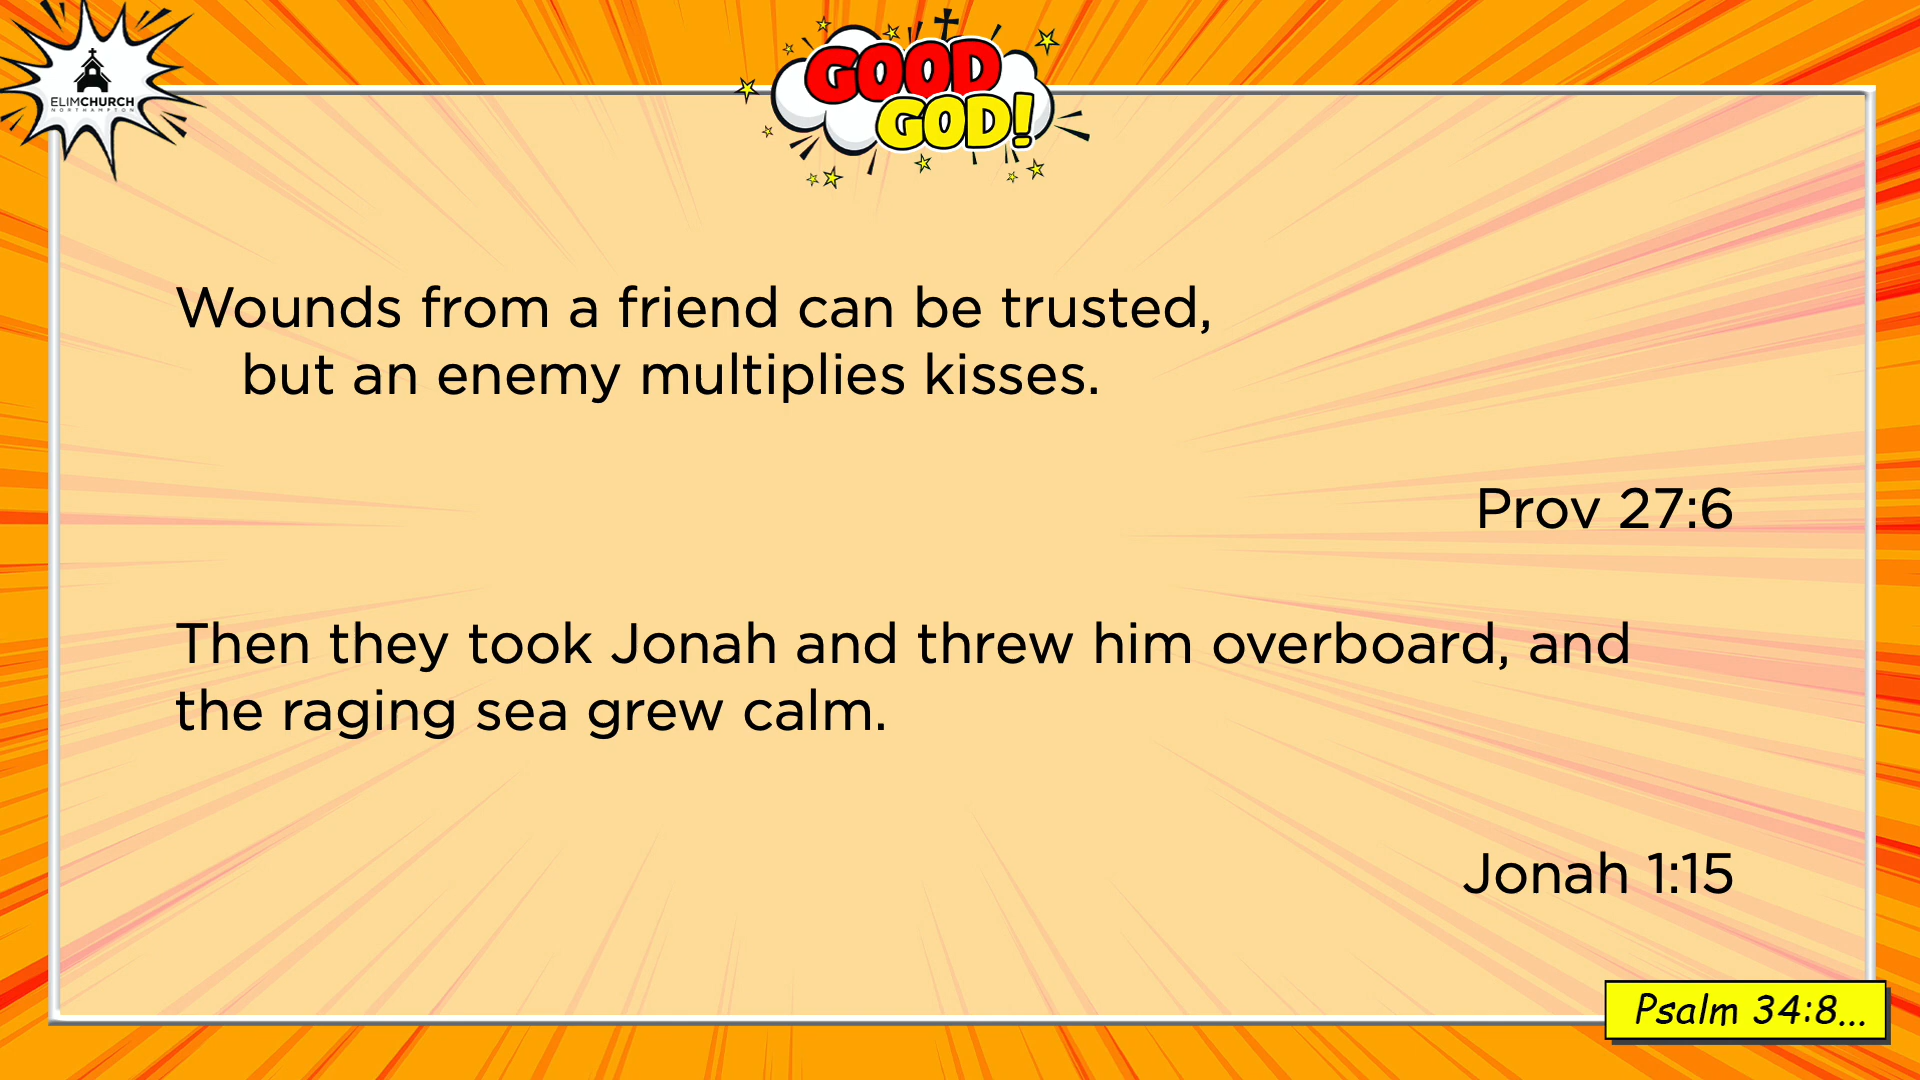 ELIMCHURCH
NORTHAMPTON
GOOD
GOD!
Wounds from a friend can be trusted,
but an enemy multiplies kisses.
Prov 27:6
Then they took Jonah and threw him overboard, and
the raging sea grew calm.
Jonah 1:15
Psalm 34:8...